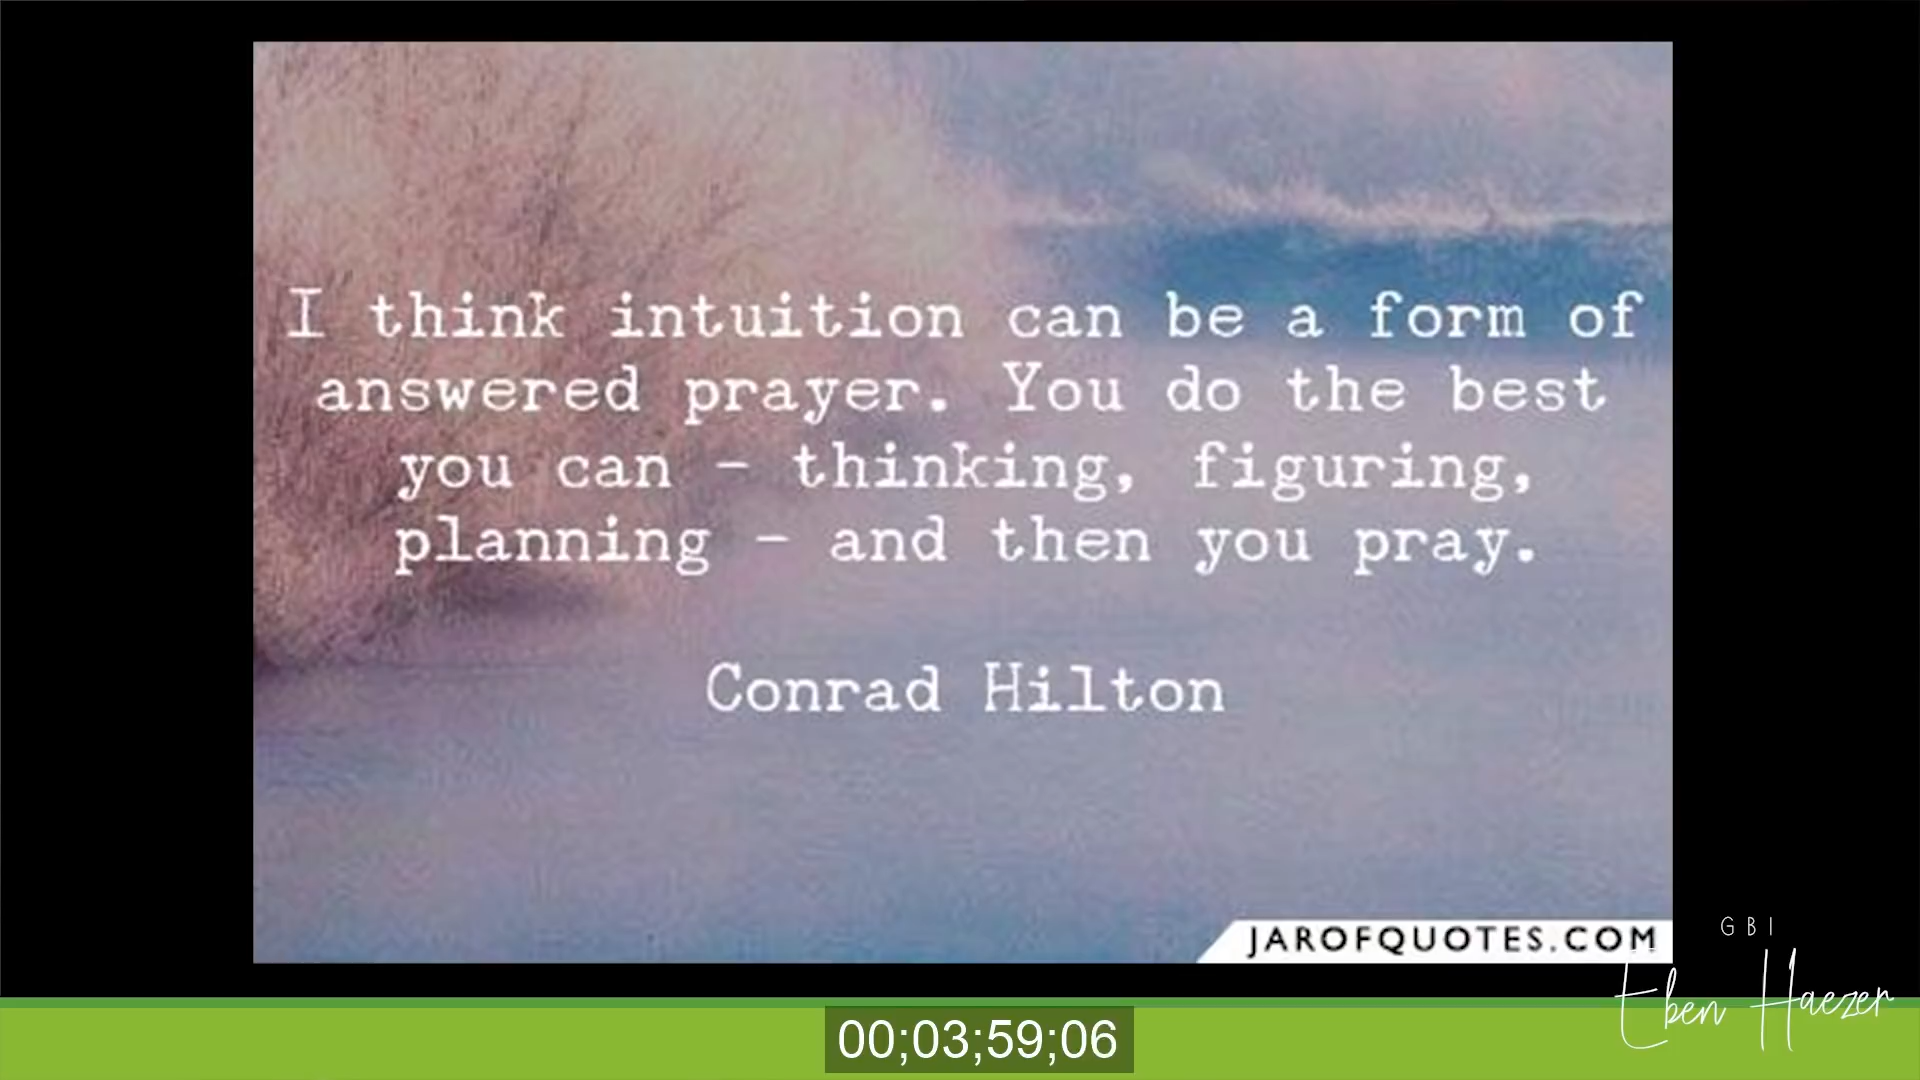 I think intuition can be a form of
answered prayer. You do the best
you can - thinking, figuring,
planning - and then you pray.
Conrad Hilton
JAROFQUOTES.COM
GBI
Eben Haezer
00;03;59;06